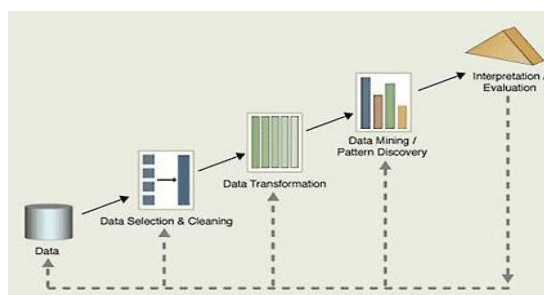 Data
Data Selection & Cleaning
Data Transformation
Data Mining /
Pattern Discovery
Interpretation /
Evaluation